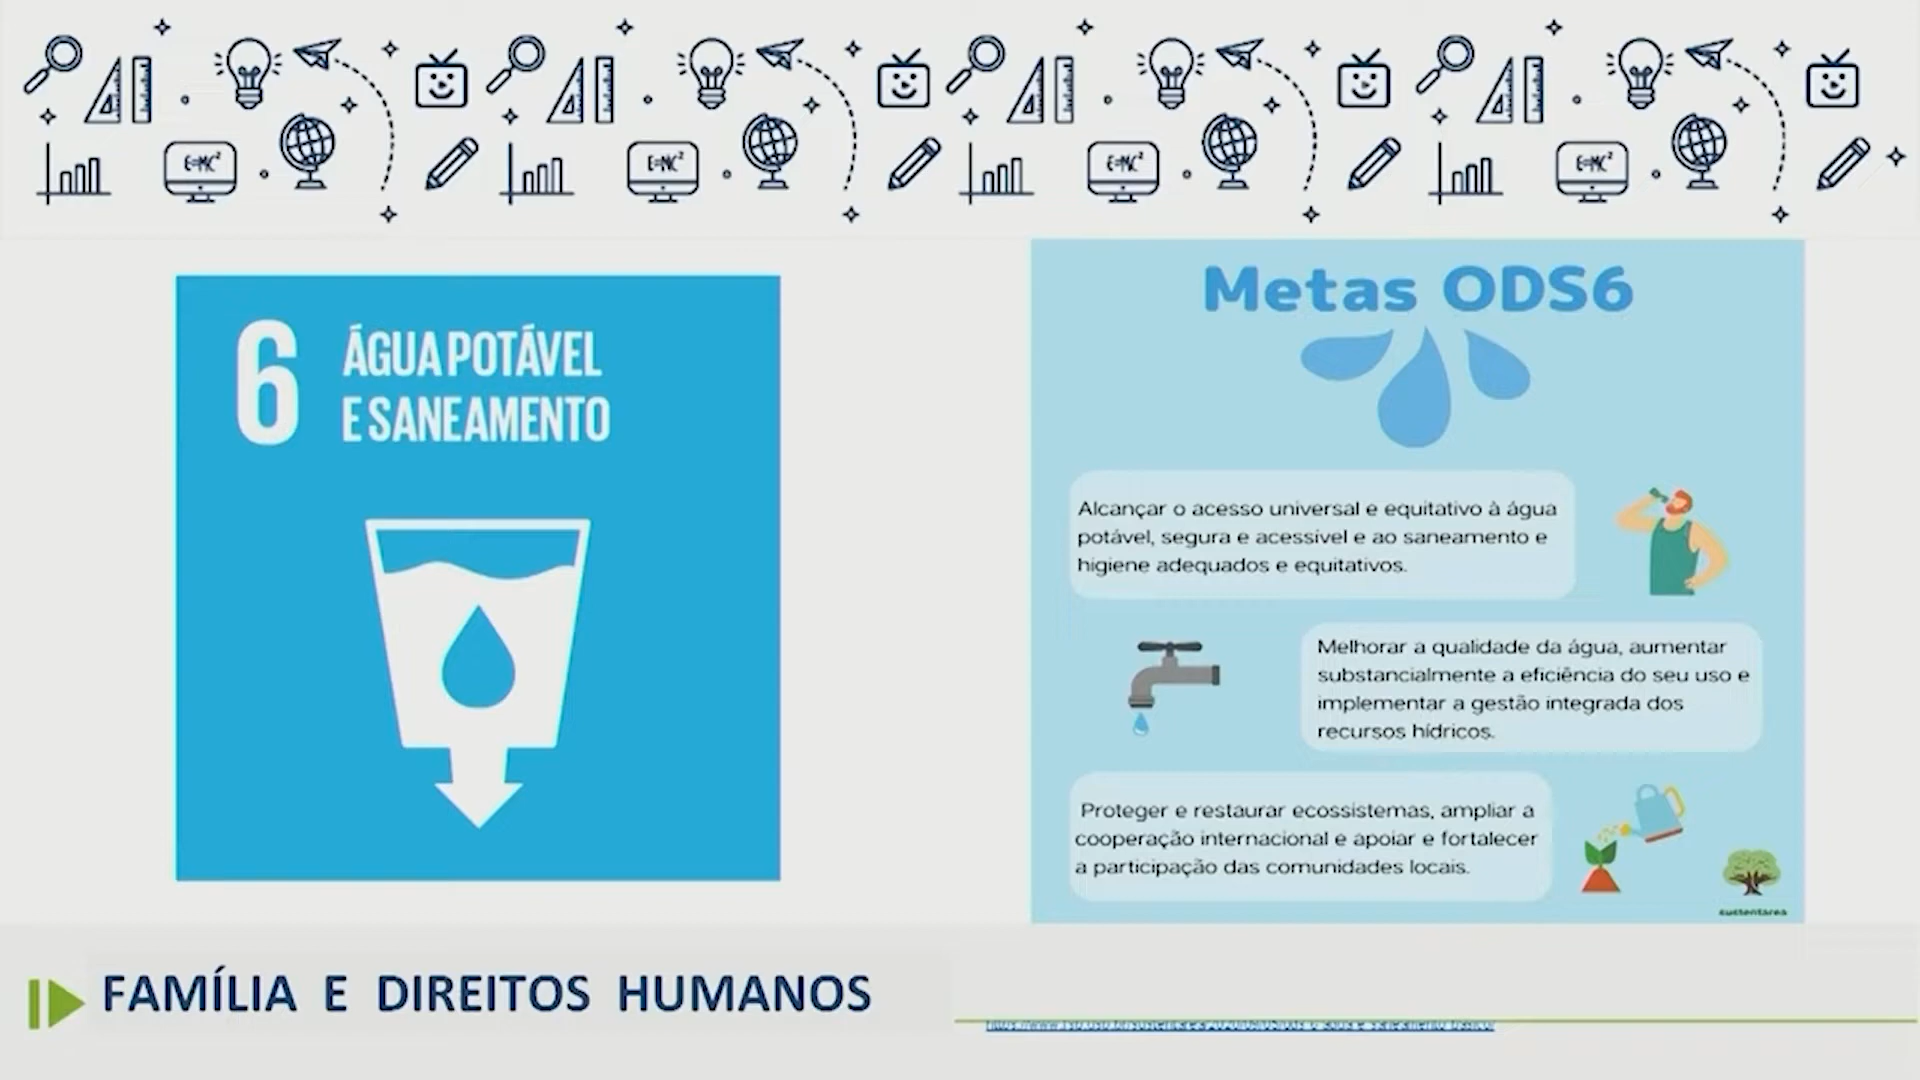 E=MC²
E=MC²
E=MC²
E=MC²
6
ÁGUA POTÁVEL
E SANEAMENTO
Metas ODS6
Alcançar o acesso universal e equitativo à água
potável, segura e acessível e ao saneamento e
higiene adequados e equitativos.
Melhorar a qualidade da água, aumentar
substancialmente a eficiência do seu uso e
implementar a gestão integrada dos
recursos hídricos.
Proteger e restaurar ecossistemas, ampliar a
cooperação internacional e apoiar e fortalecer
a participação das comunidades locais.
sustentarea
FAMÍLIA E DIREITOS HUMANOS